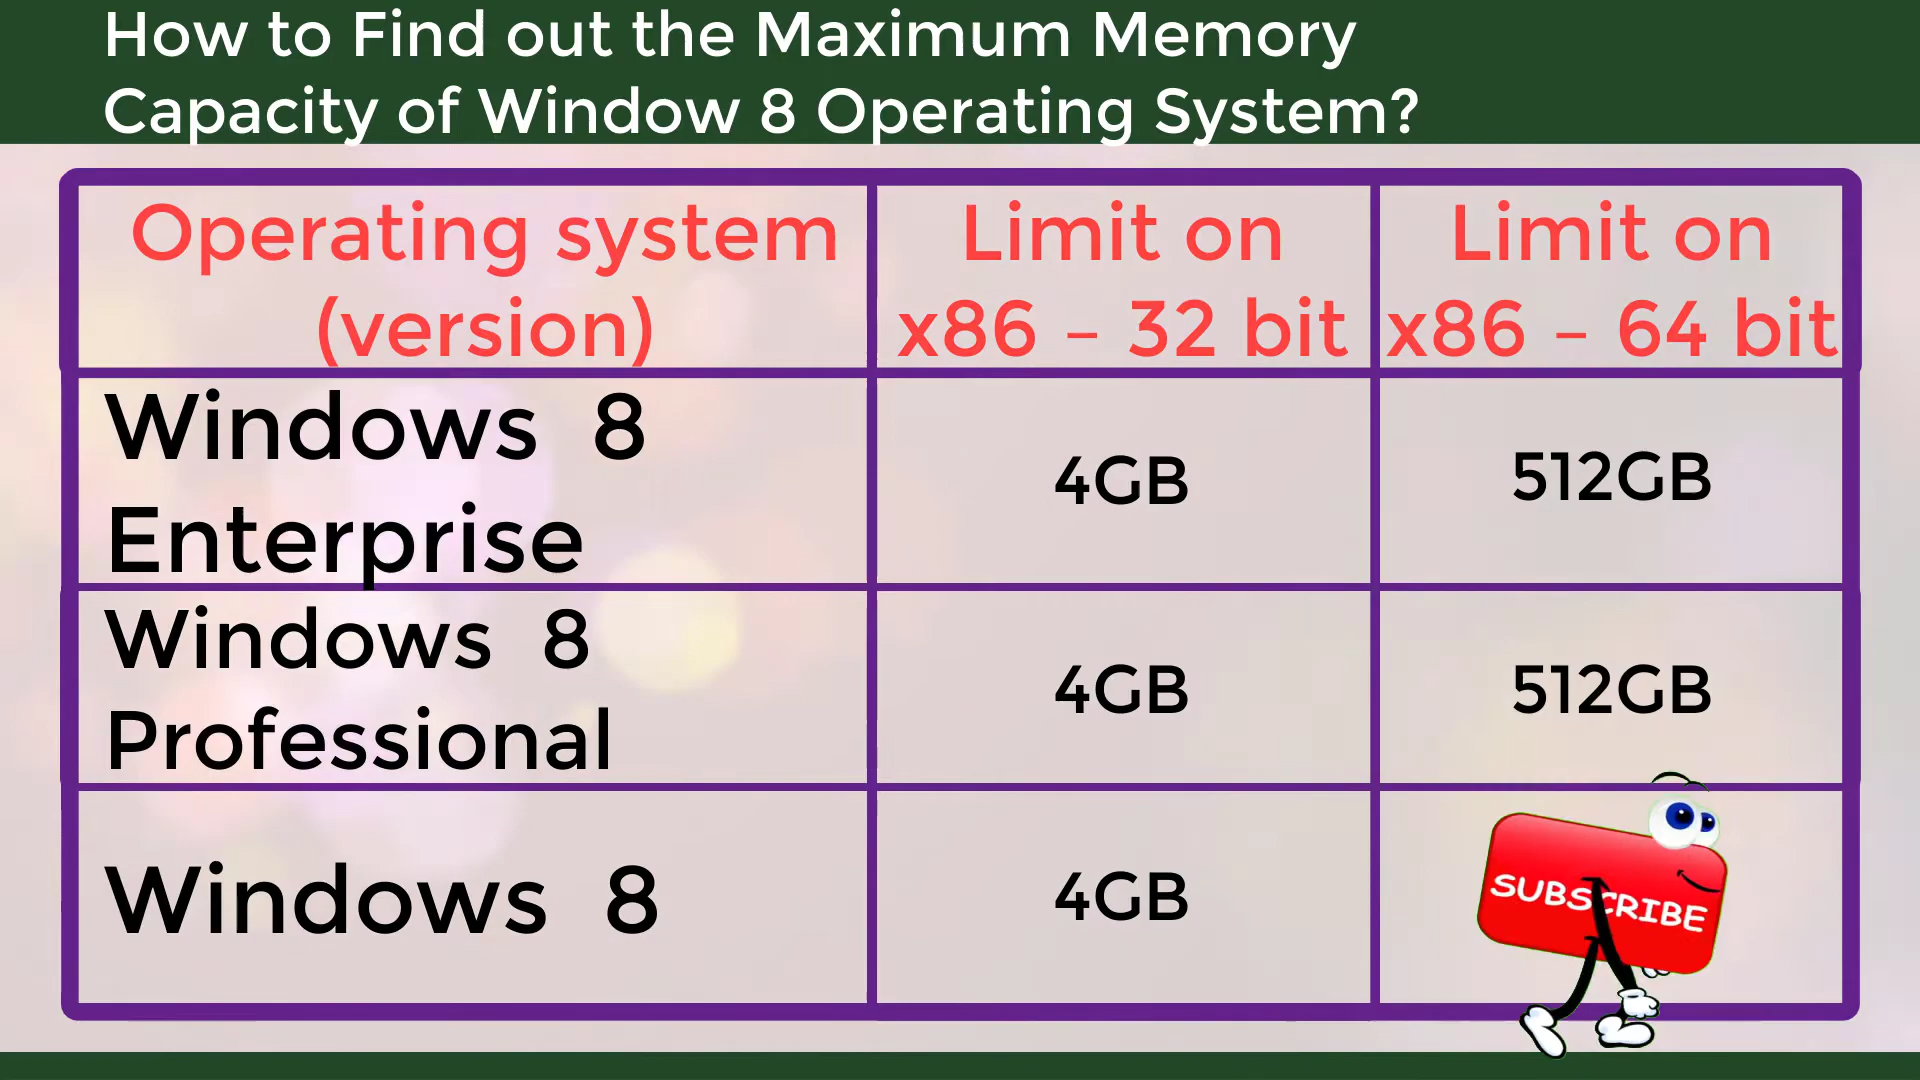 How to Find out the Maximum Memory
Capacity of Window 8 Operating System?
Operating system
(version)
Limit on
x86 – 32 bit
Limit on
x86 – 64 bit
Windows 8
Enterprise
4GB
512GB
Windows 8
Professional
4GB
512GB
Windows 8
4GB
SUBSCRIBE